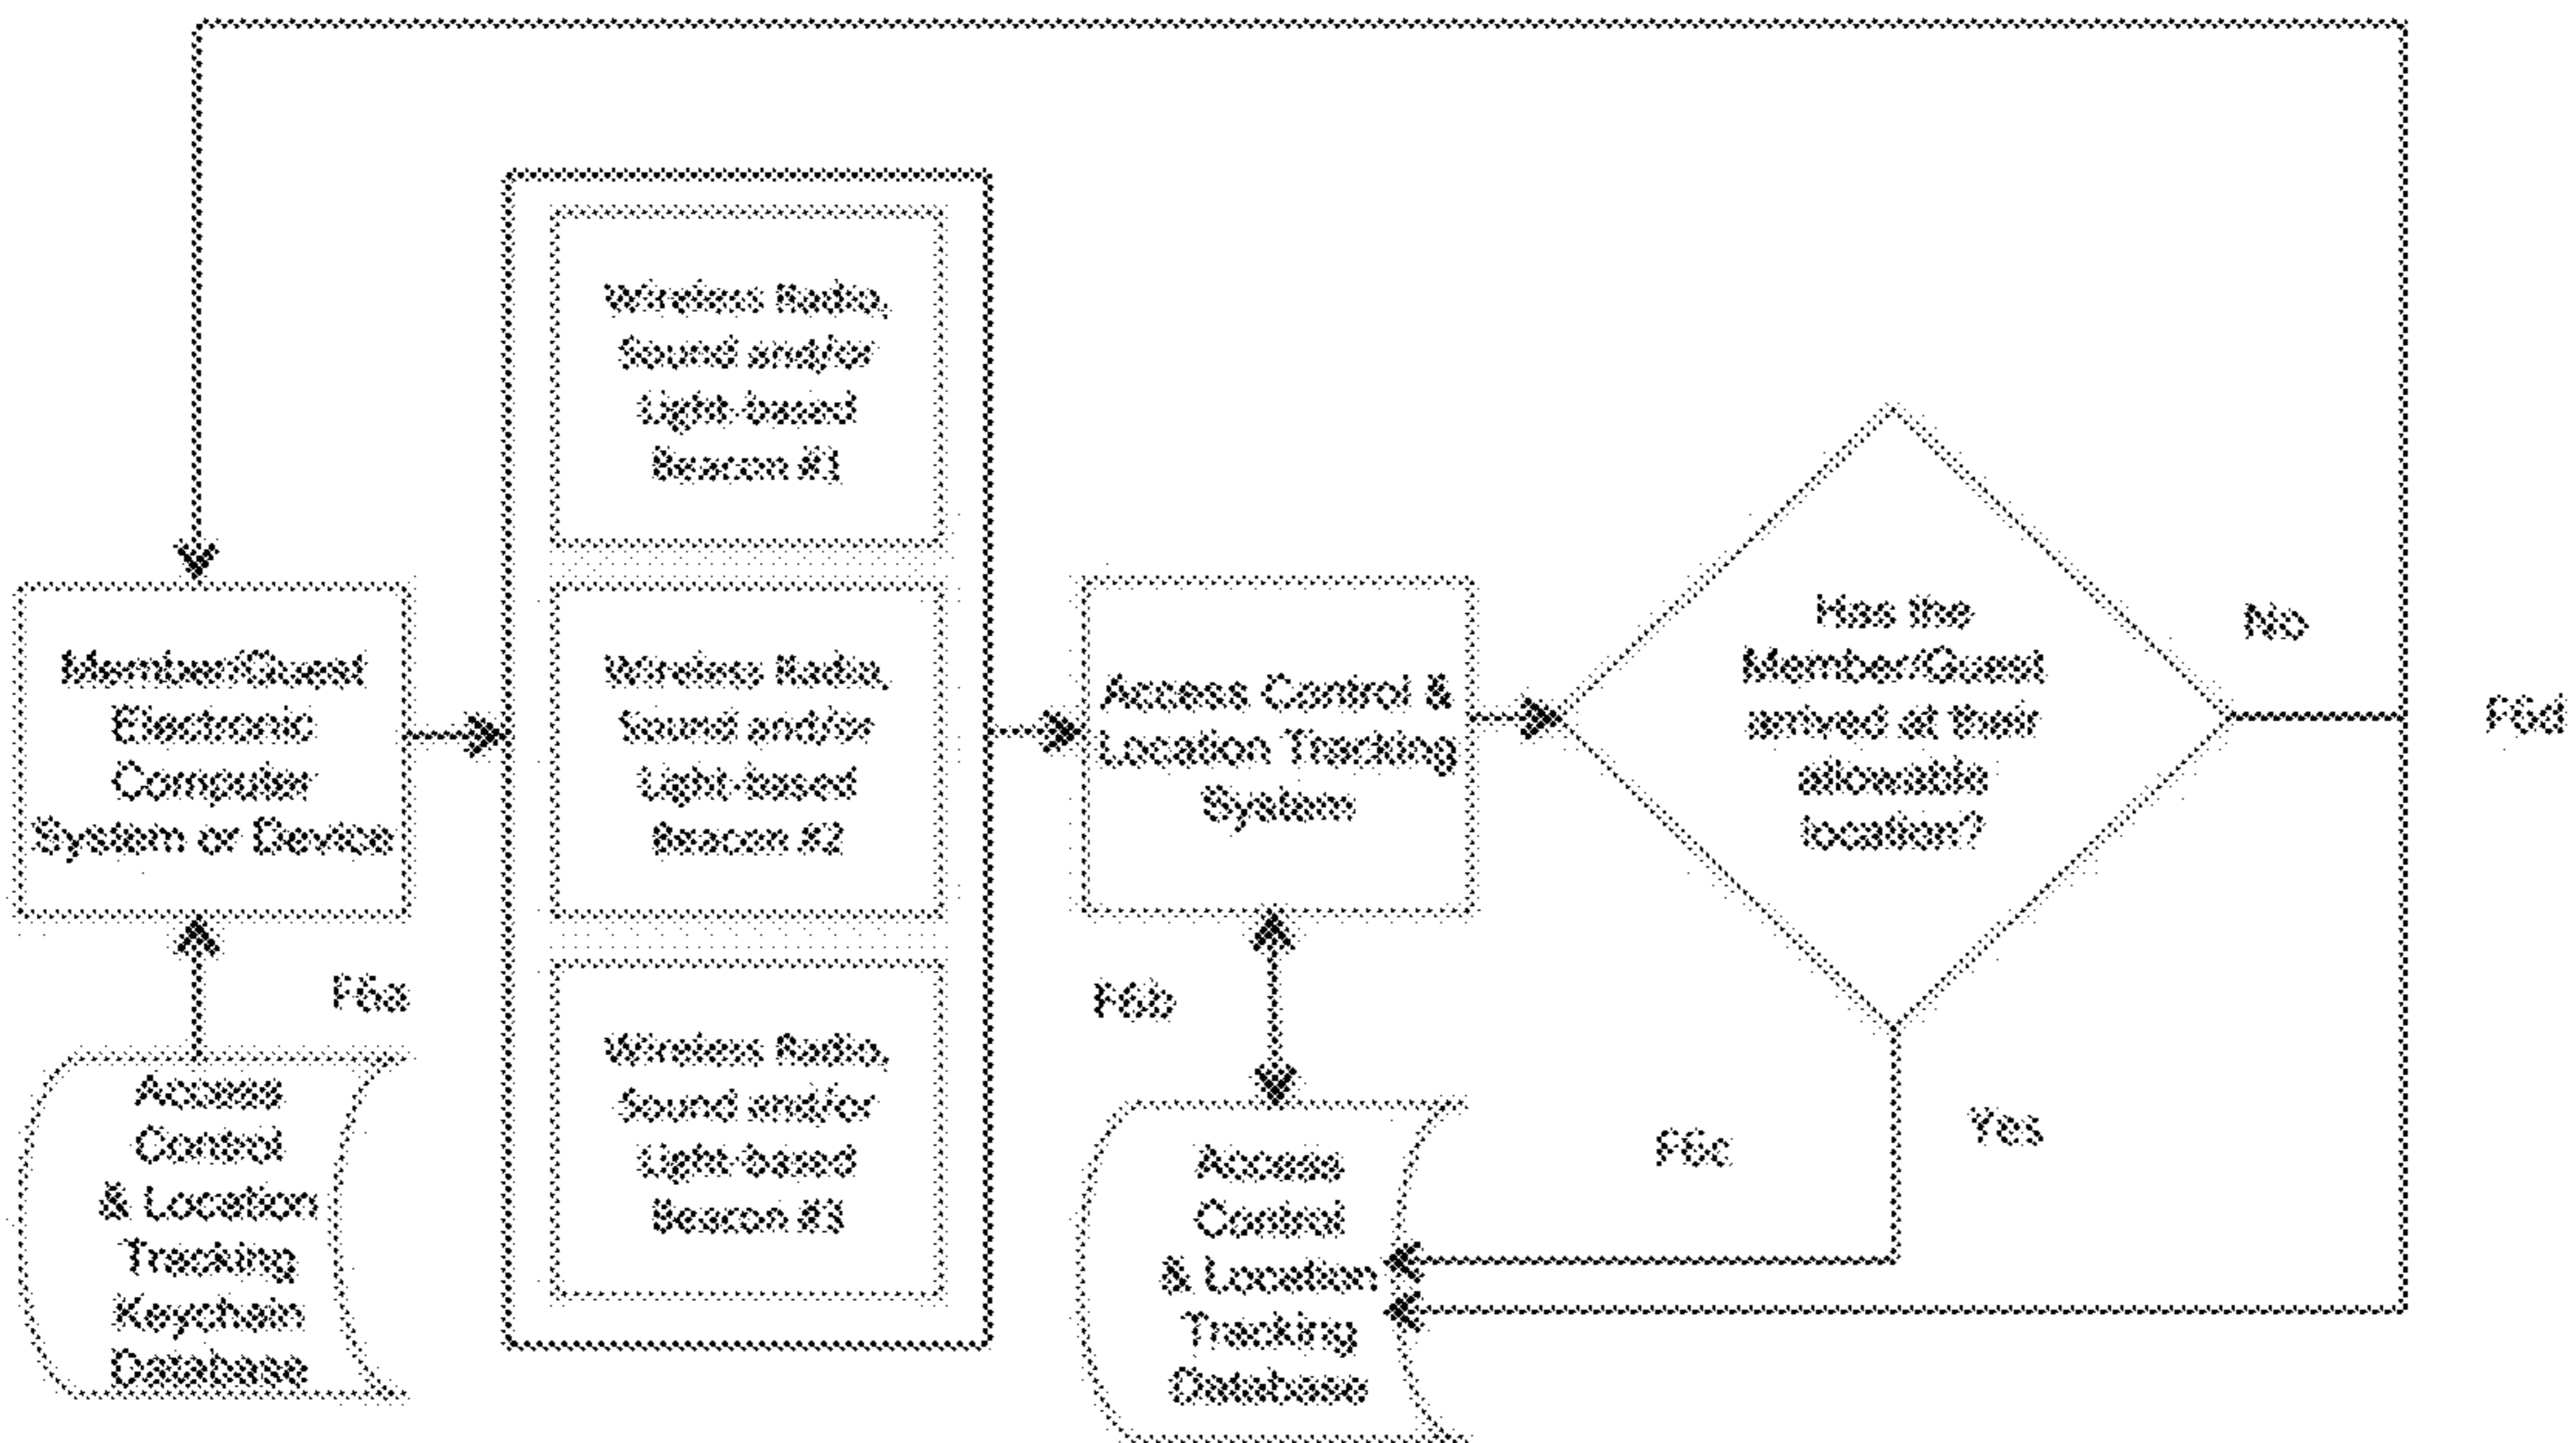 Wireless Radio,
Sound and/or
Light-based
Beacon #1
Member/Guest
Electronic
Computer
System or Device
Wireless Radio,
Sound and/or
Light-based
Beacon #2
Access Control &
Location Tracking
System
Has the
Member/Guest
arrived at their
allowable
location?
No
F6d
F6a
F6b
Access
Control
& Location
Tracking
Keychain
Database
Wireless Radio,
Sound and/or
Light-based
Beacon #3
Access
Control
& Location
Tracking
Database
F6c
Yes